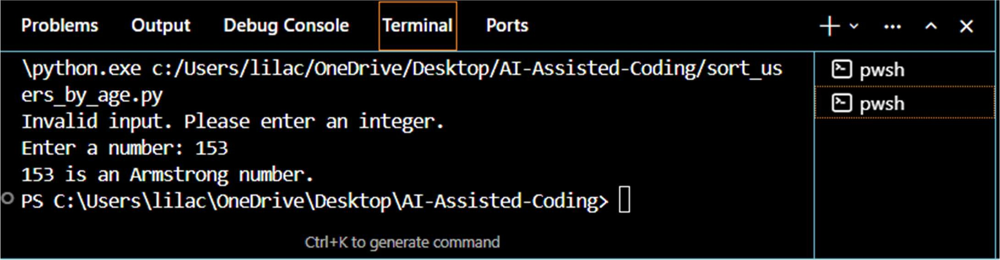 Problems Output Debug Console Terminal Ports
\python.exe c:/Users/lilac/OneDrive/Desktop/AI-Assisted-Coding/sort_us
ers_by_age.py
Invalid input. Please enter an integer.
Enter a number: 153
153 is an Armstrong number.
PS C:\Users\lilac\OneDrive\Desktop\AI-Assisted-Coding>
Ctrl+K to generate command
pwsh
pwsh